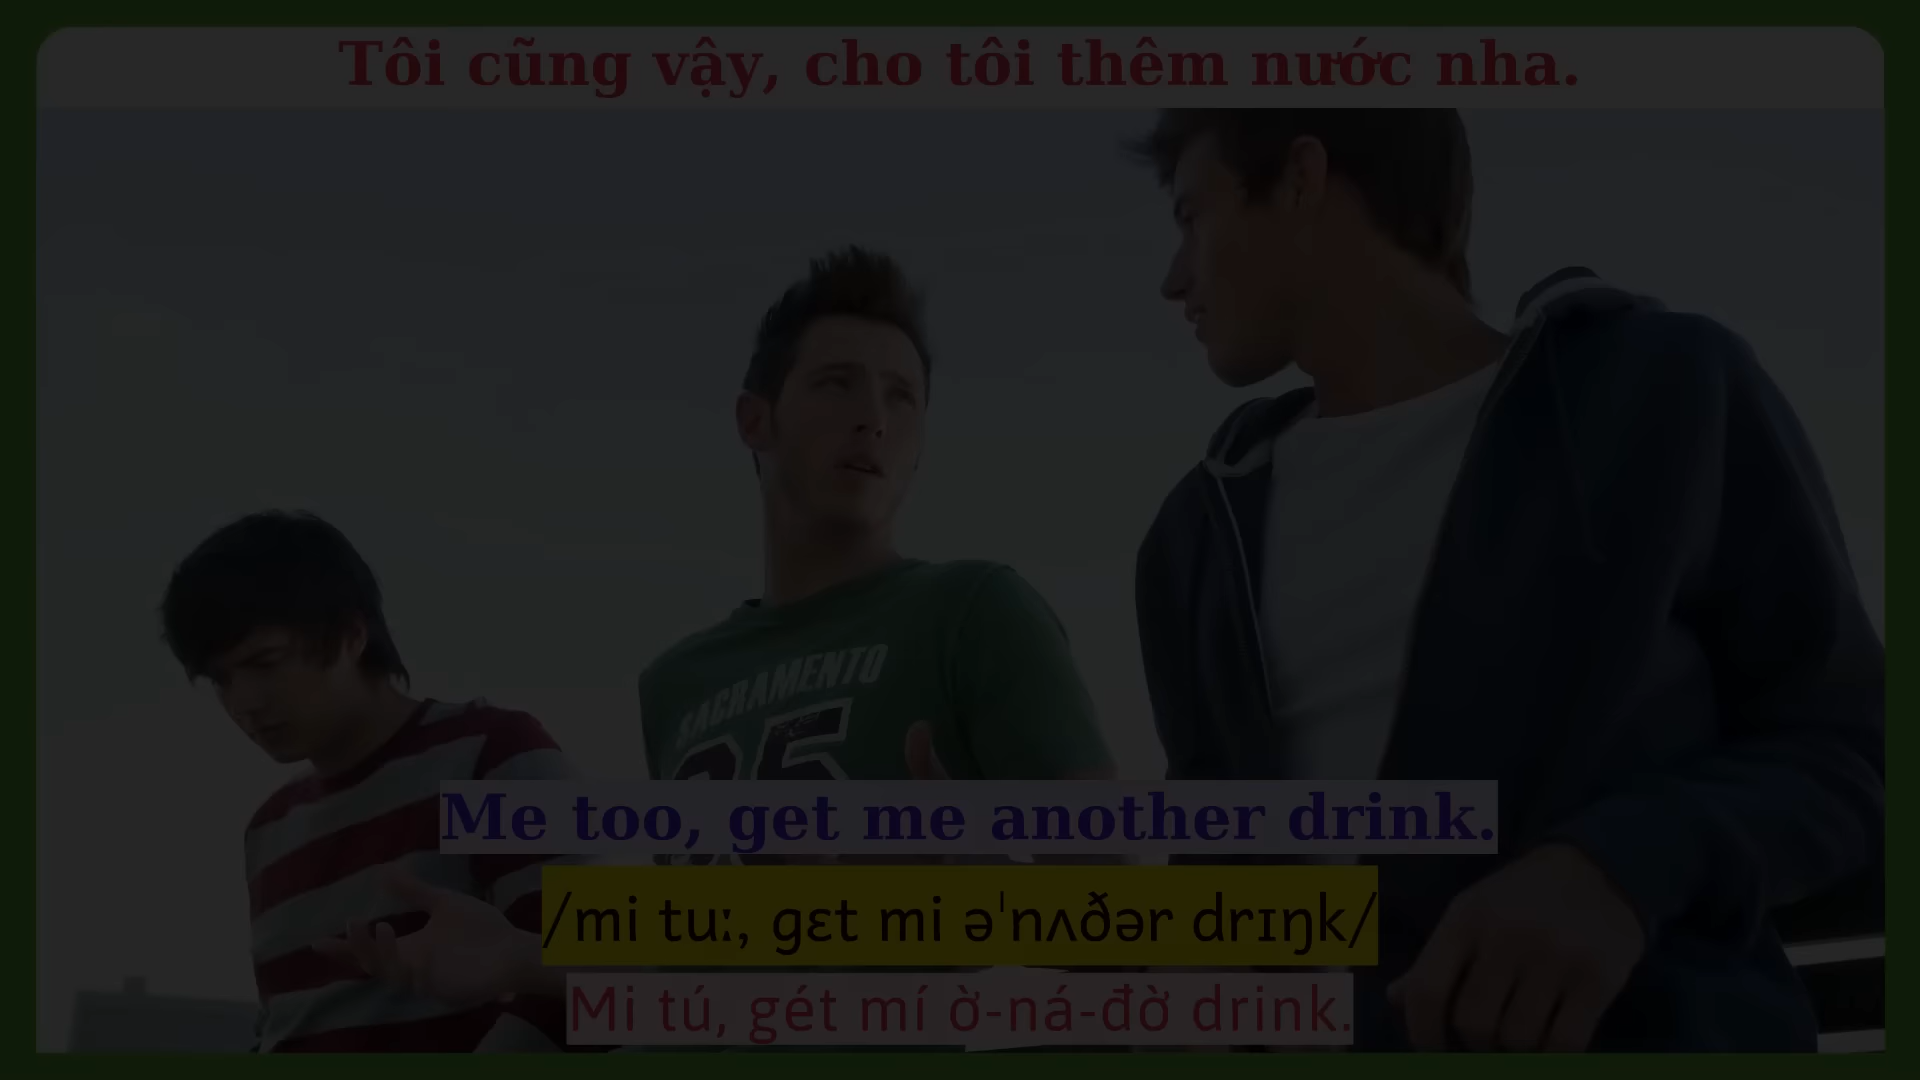 Tôi cũng vậy, cho tôi thêm nước nha.
SACRAMENTO
Me too, get me another drink.
/mi tuː, ɡɛt mi əˈnʌðər drɪŋk/
Mi tú, gét mí ờ-ná-đờ drink.